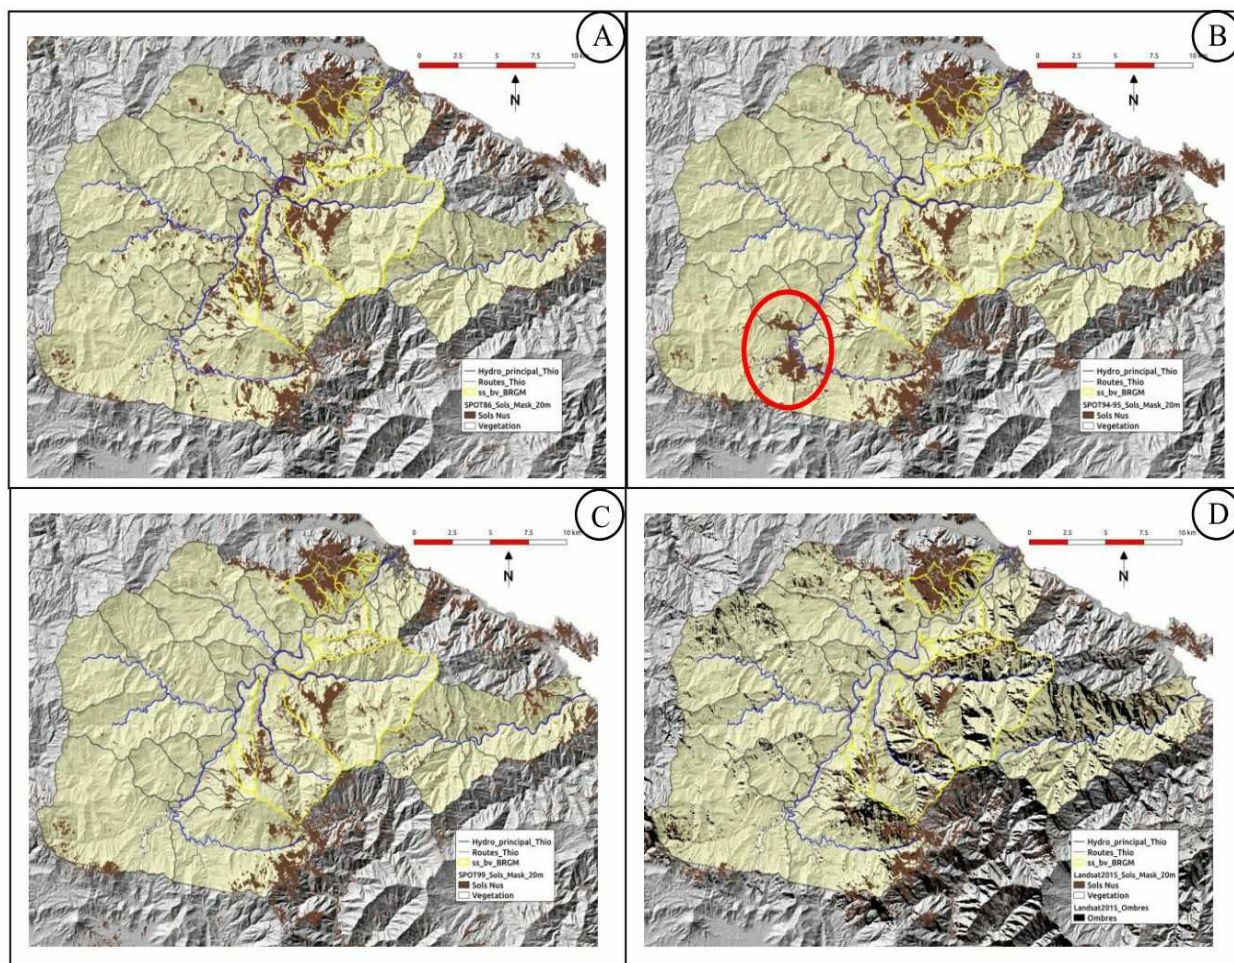 A
0 2.5 5 7.5 10 km
N
Hydro_principal_Thio
Routes_Thio
ss_bv_BRGM
SPOT86_Sols_Mask_20m
Sols Nus
Vegetation
B
0 2.5 5 7.5 10 km
N
Hydro_principal_Thio
Routes_Thio
ss_bv_BRGM
SPOT94-95_Sols_Mask_20m
Sols Nus
Vegetation
C
0 2.5 5 7.5 10 km
N
Hydro_principal_Thio
Routes_Thio
ss_bv_BRGM
SPOT99_Sols_Mask_20m
Sols Nus
Vegetation
D
0 2.5 5 7.5 10 km
N
Hydro_principal_Thio
Routes_Thio
ss_bv_BRGM
Landsat2015_Sols_Mask_20m
Sols Nus
Vegetation
Landsat2015_Ombres
Ombres